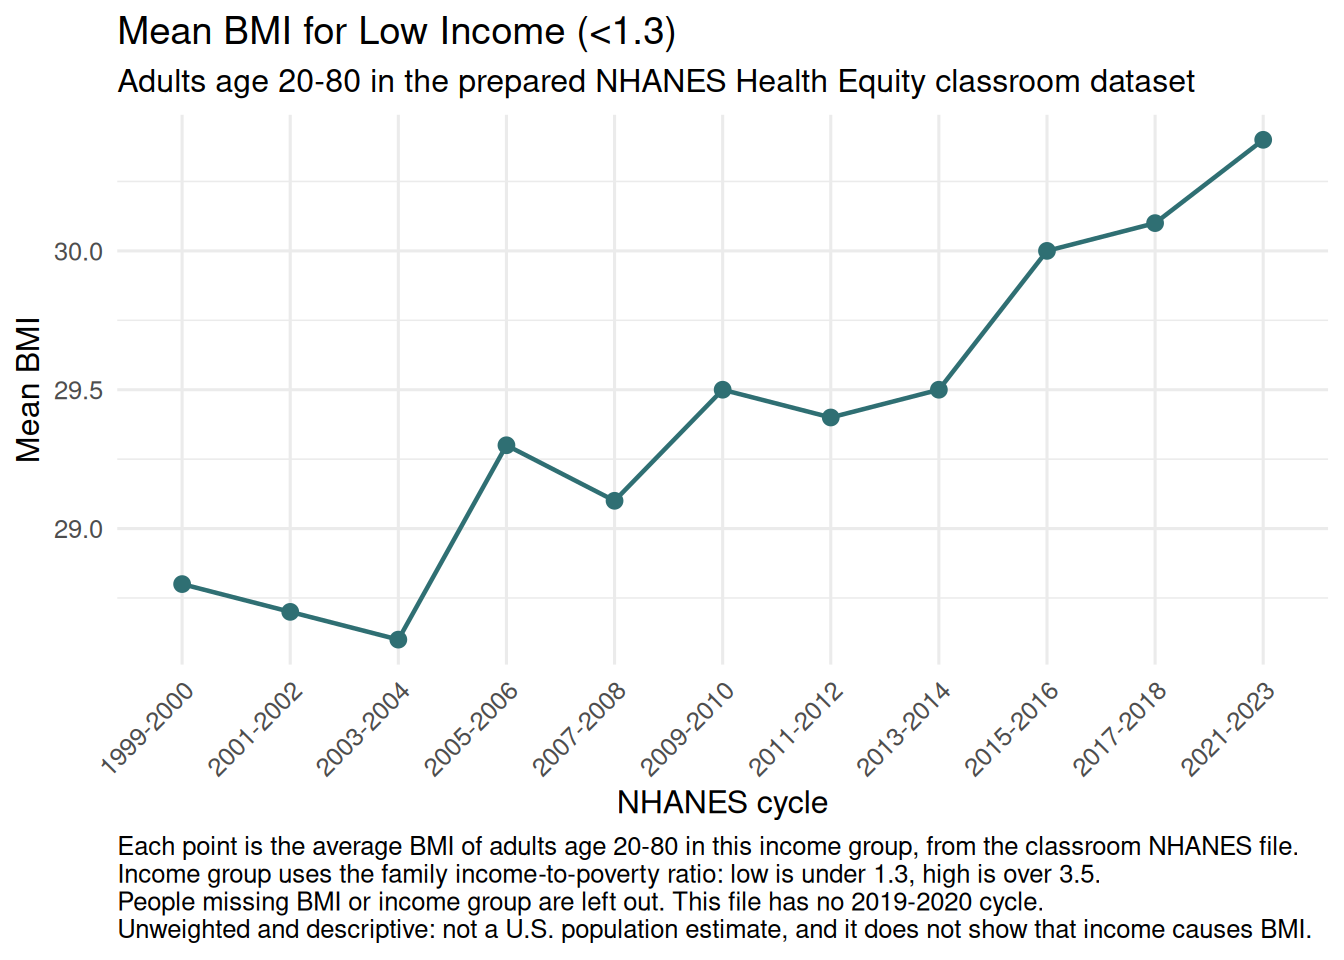 Mean BMI for Low Income (<1.3)
Adults age 20-80 in the prepared NHANES Health Equity classroom dataset
Mean BMI
30.0
29.5
29.0
1999-2000
2001-2002
2003-2004
2005-2006
2007-2008
2009-2010
2011-2012
2013-2014
2015-2016
2017-2018
2021-2023
NHANES cycle
Each point is the average BMI of adults age 20-80 in this income group, from the classroom NHANES file.
Income group uses the family income-to-poverty ratio: low is under 1.3, high is over 3.5.
People missing BMI or income group are left out. This file has no 2019-2020 cycle.
Unweighted and descriptive: not a U.S. population estimate, and it does not show that income causes BMI.